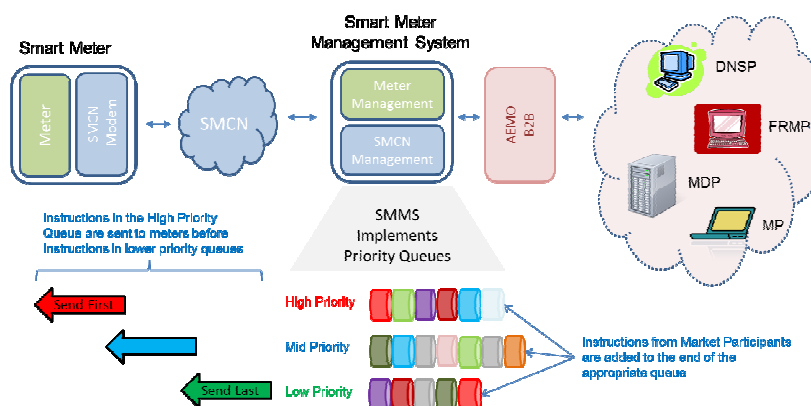 Smart Meter
Smart Meter
Management System
Meter
SMCN
Modem
SMCN
Meter
Management
SMCN
Management
AEMO
B2B
DNSP
FRMP
MDP
MP
SMMS
Implements
Priority Queues
Instructions in the High Priority
Queue are sent to meters before
Instructions in lower priority queues
Send First
Send Last
High Priority
Mid Priority
Low Priority
Instructions from Market Participants
are added to the end of the
appropriate queue